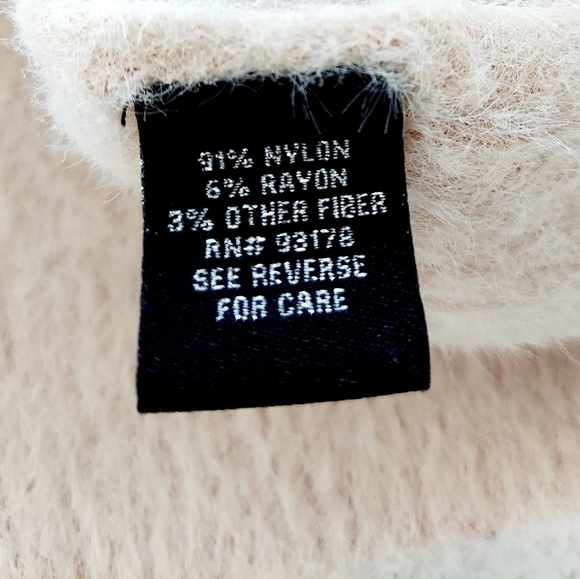 91% NYLON
6% RAYON
3% OTHER FIBER
RN# 93178
SEE REVERSE
FOR CARE